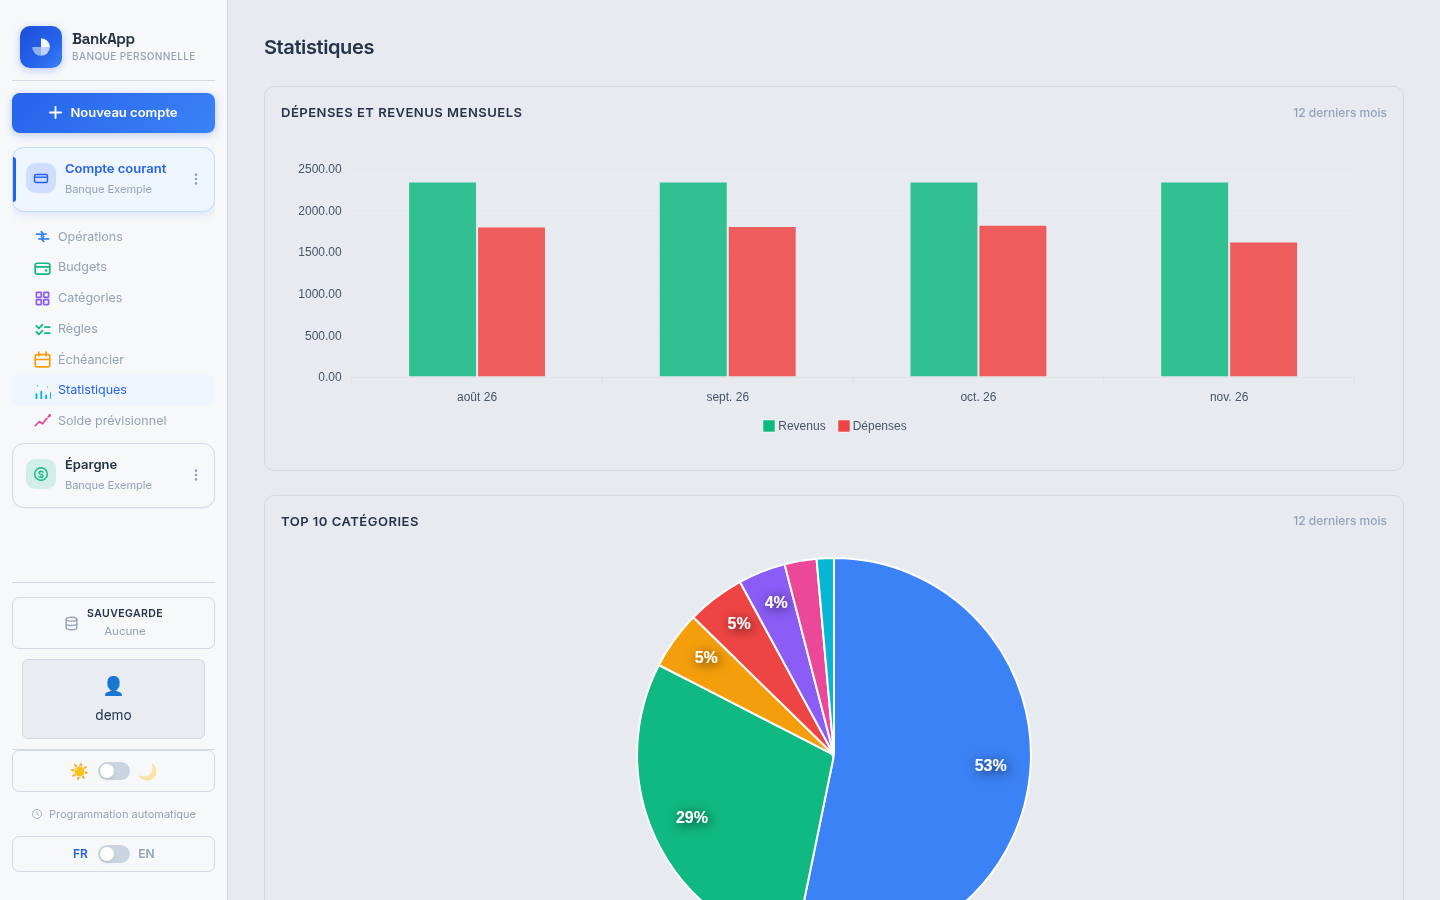 BankApp
BANQUE PERSONNELLE
Nouveau compte
Compte courant
Banque Exemple
Opérations
Budgets
Catégories
Règles
Échéancier
Statistiques
Solde prévisionnel
Épargne
Banque Exemple
SAUVEGARDE
Aucune
demo
Programmation automatique
FR EN
Statistiques
DÉPENSES ET REVENUS MENSUELS
12 derniers mois
2500.00
2000.00
1500.00
1000.00
500.00
0.00
août 26
sept. 26
oct. 26
nov. 26
Revenus
Dépenses
TOP 10 CATÉGORIES
12 derniers mois
4%
5%
5%
53%
29%